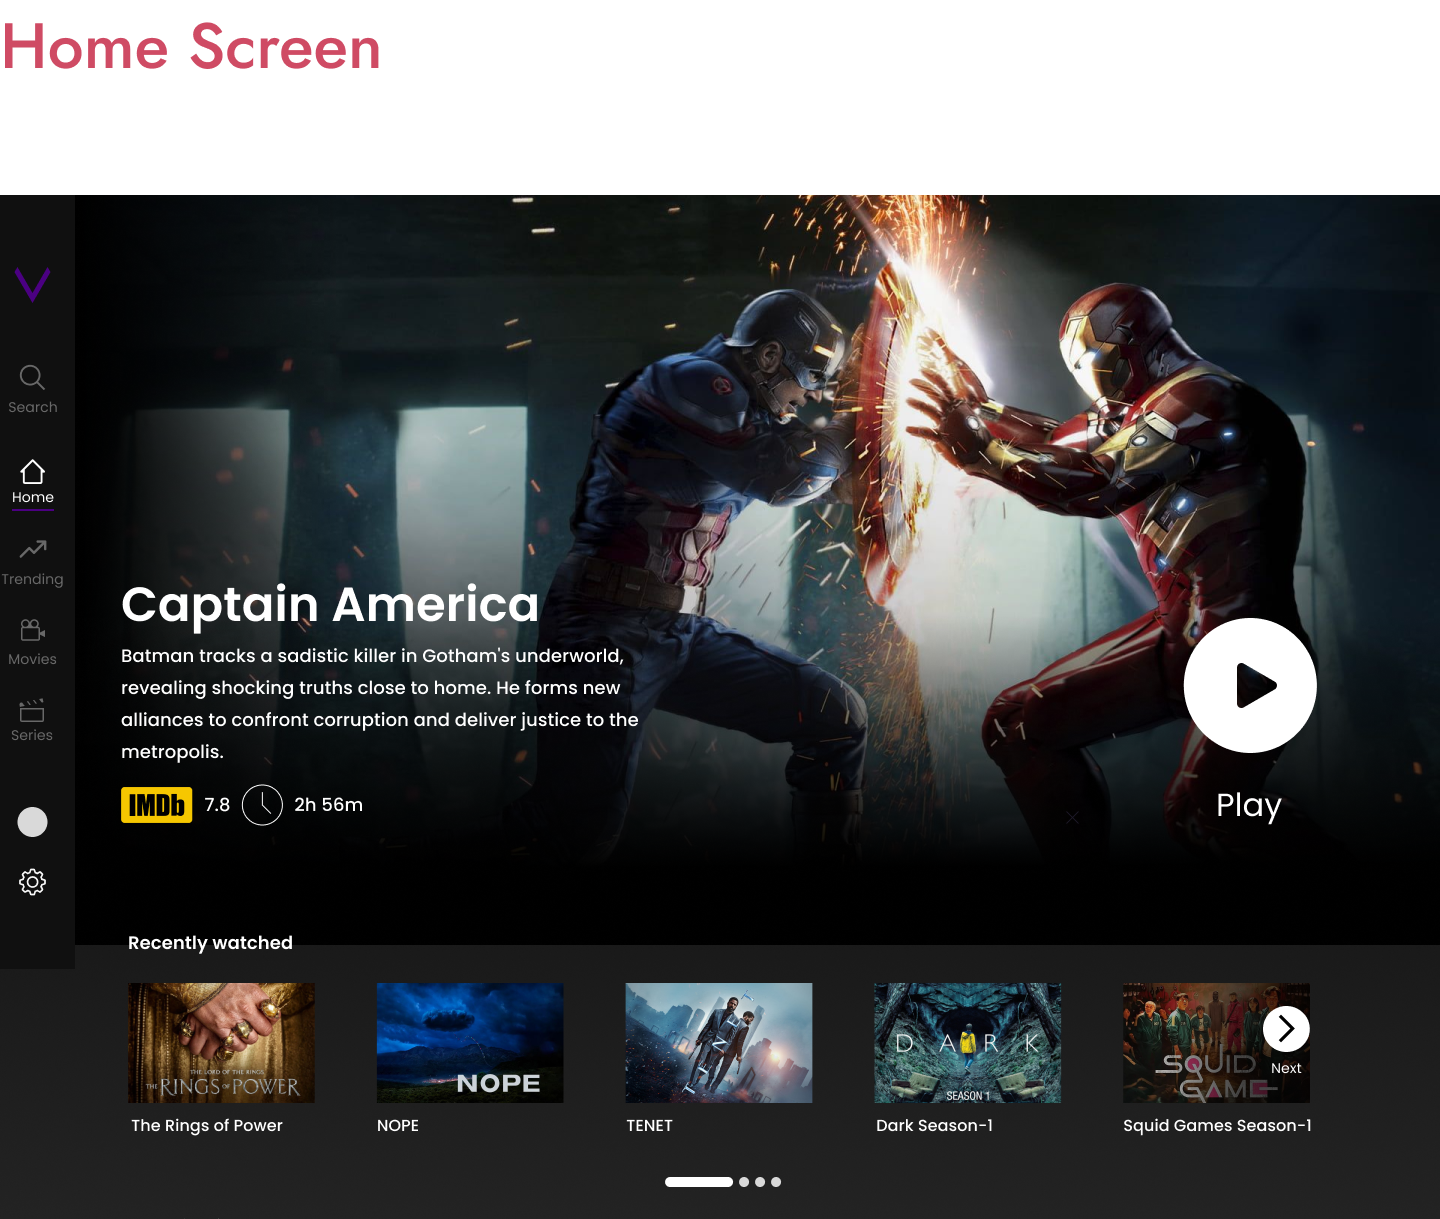 Home Screen
Search
Home
Trending
Movies
Series
Captain America
Batman tracks a sadistic killer in Gotham's underworld,
revealing shocking truths close to home. He forms new
alliances to confront corruption and deliver justice to the
metropolis.
IMDb 7.8 2h 56m
Play
Recently watched
THE LORD OF THE RINGS
THE RINGS OF POWER
NOPE
TENET
DARK
SEASON 1
SQUID
GAME
Next
The Rings of Power
NOPE
TENET
Dark Season-1
Squid Games Season-1